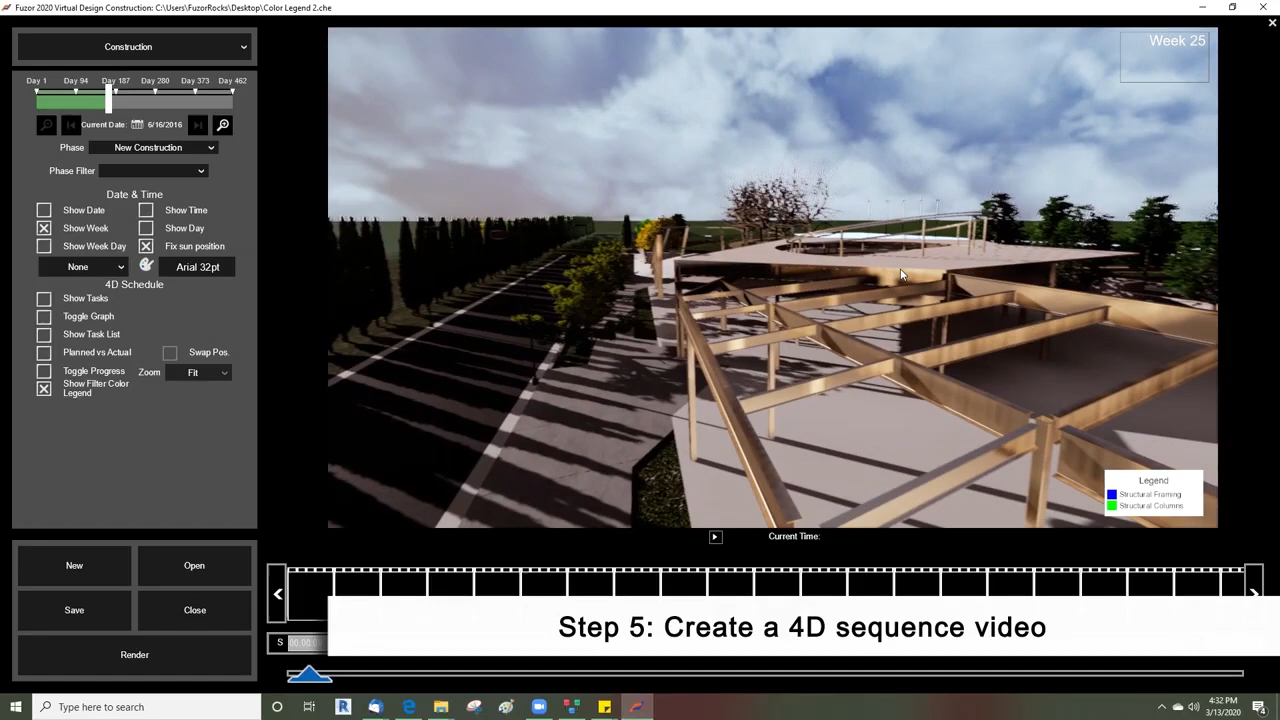 Fuzor 2020 Virtual Design Construction: C:\Users\FuzorRocks\Desktop\Color Legend 2.che
Construction
Week 25
Day 1 Day 94 Day 187 Day 280 Day 373 Day 462
Current Date: 6/16/2016
Phase New Construction
Phase Filter
Date & Time
Show Date Show Time
Show Week Show Day
Show Week Day Fix sun position
None Arial 32pt
4D Schedule
Show Tasks
Toggle Graph
Show Task List
Planned vs Actual Swap Pos.
Toggle Progress Zoom Fit
Show Filter Color
Legend
Legend
Structural Framing
Structural Columns
Current Time:
New Open
Save Close
Render
S
Step 5: Create a 4D sequence video
Type here to search
4:32 PM
3/13/2020